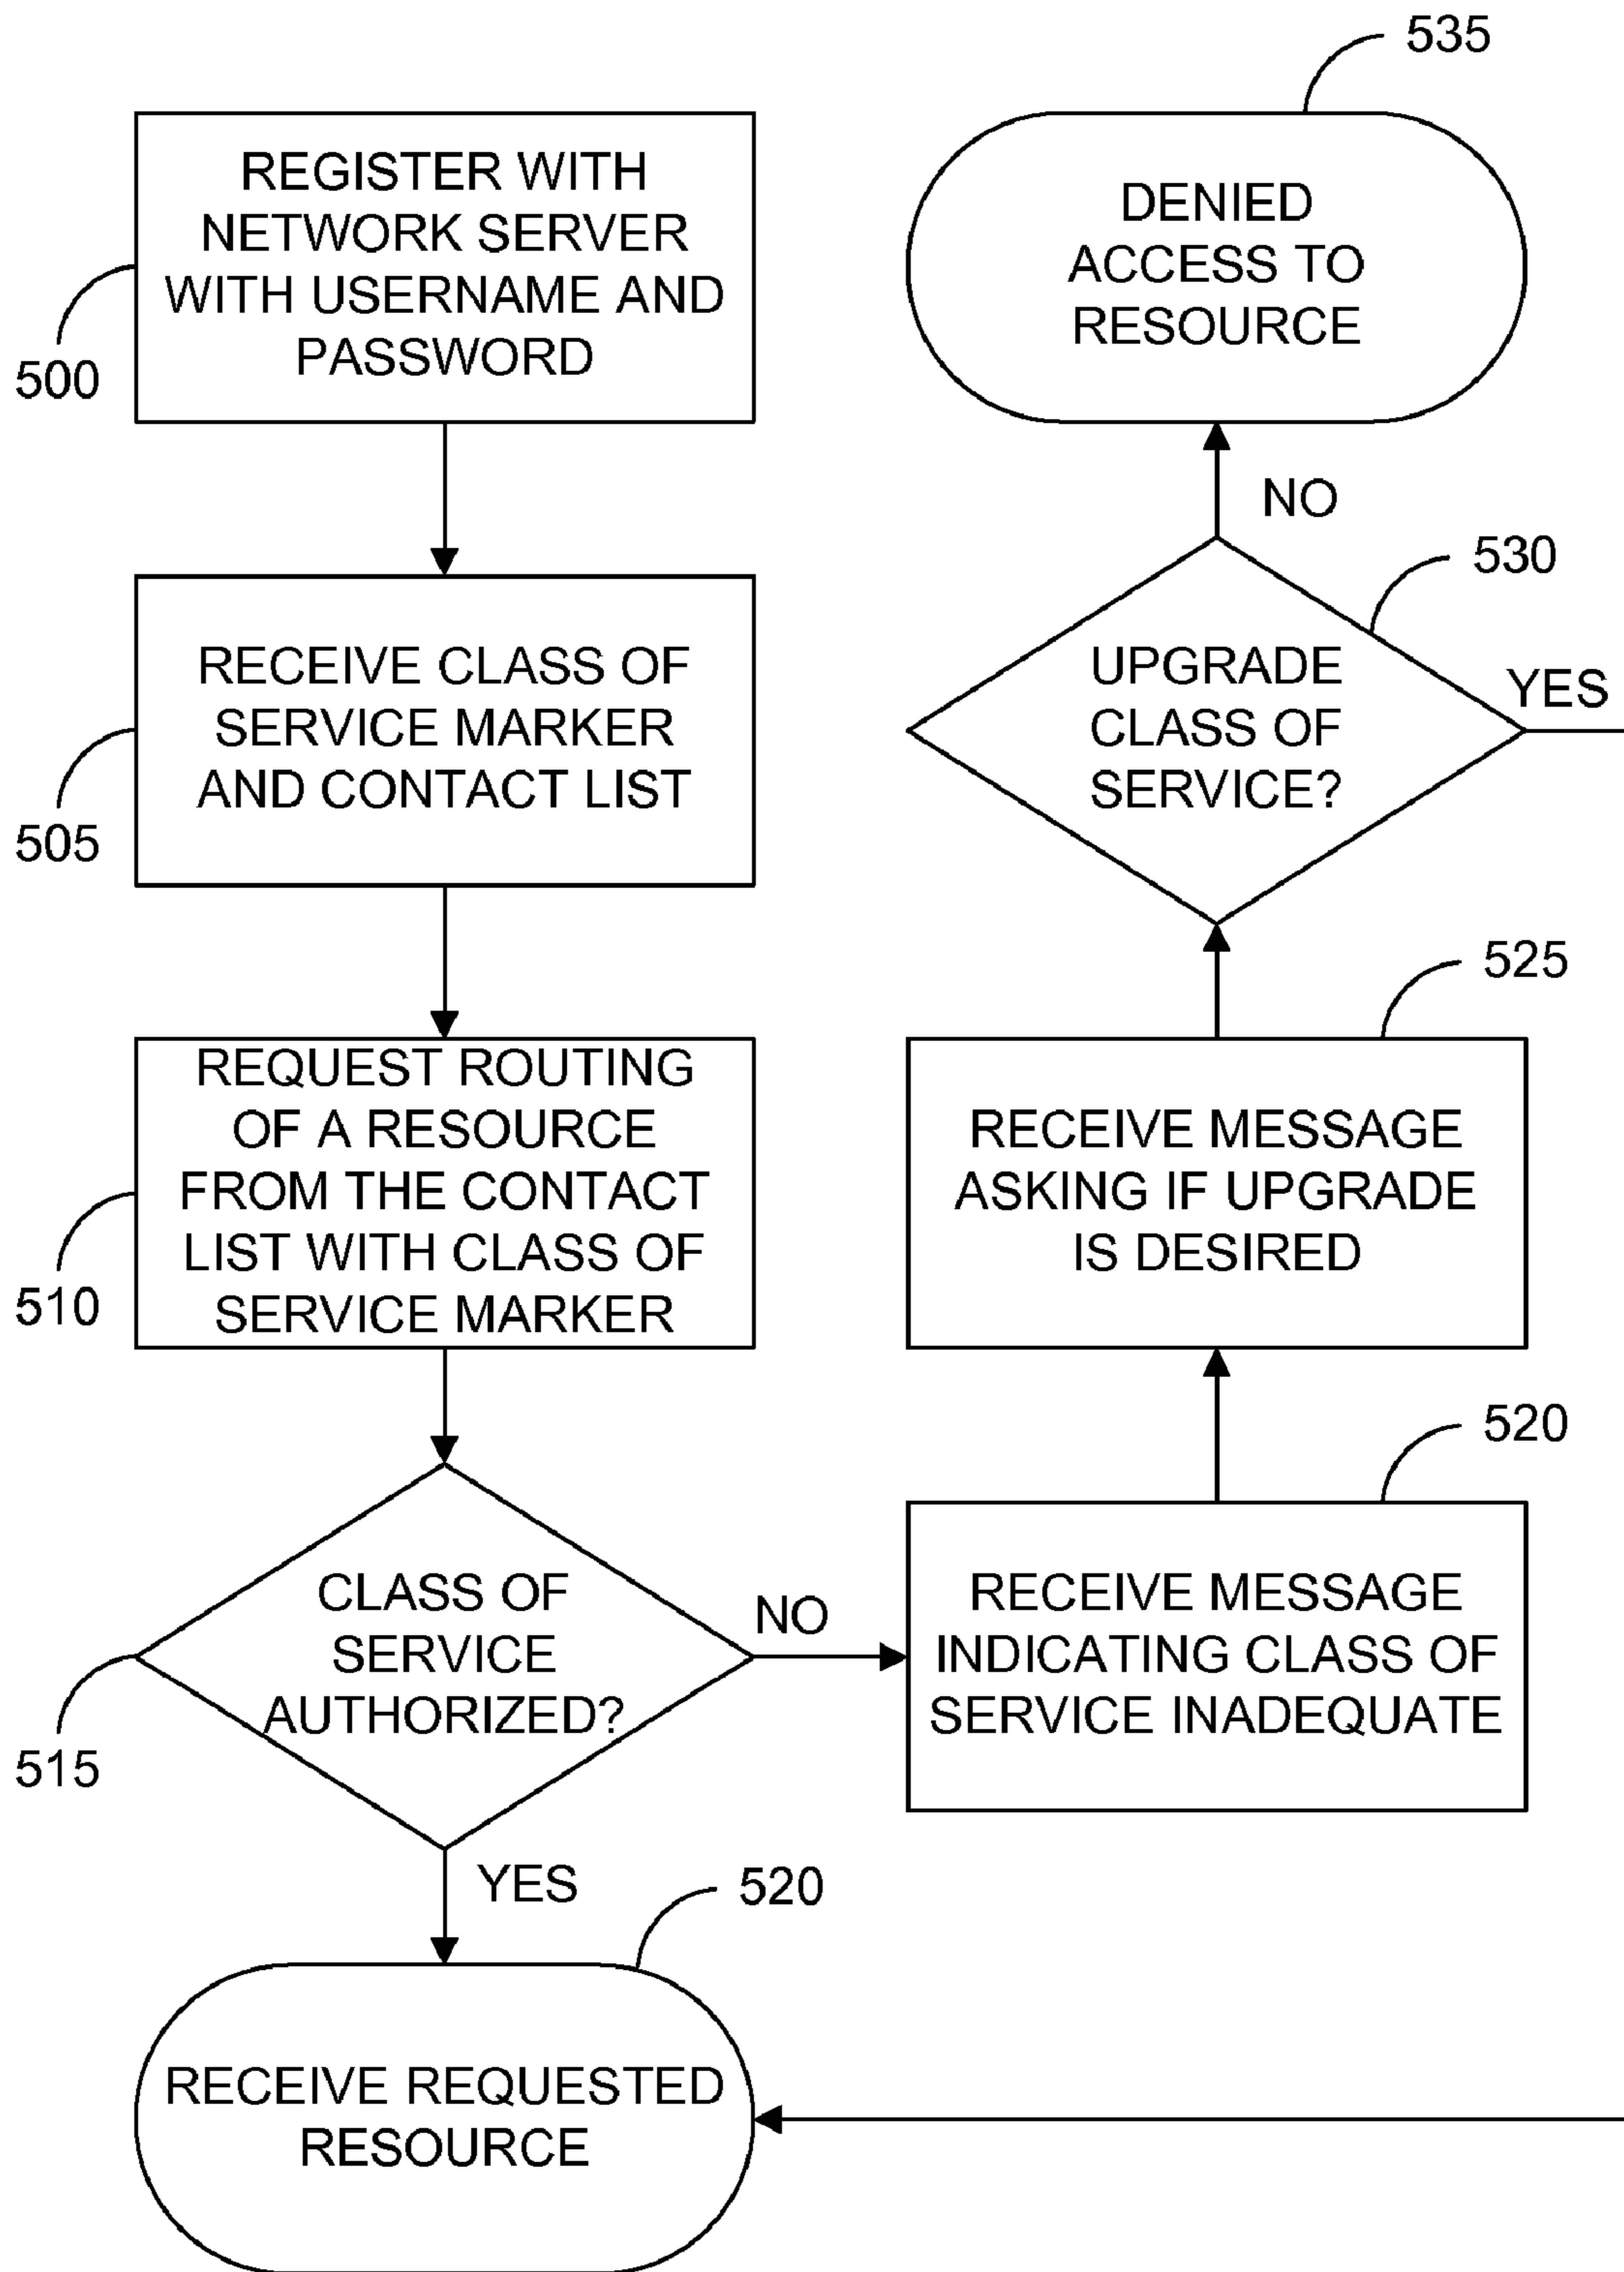 REGISTER WITH
NETWORK SERVER
WITH USERNAME AND
PASSWORD
500
RECEIVE CLASS OF
SERVICE MARKER
AND CONTACT LIST
505
REQUEST ROUTING
OF A RESOURCE
FROM THE CONTACT
LIST WITH CLASS OF
SERVICE MARKER
510
CLASS OF
SERVICE
AUTHORIZED?
515
NO
YES
520
RECEIVE REQUESTED
RESOURCE
520
RECEIVE MESSAGE
INDICATING CLASS OF
SERVICE INADEQUATE
525
RECEIVE MESSAGE
ASKING IF UPGRADE
IS DESIRED
530
UPGRADE
CLASS OF
SERVICE?
YES
NO
535
DENIED
ACCESS TO
RESOURCE